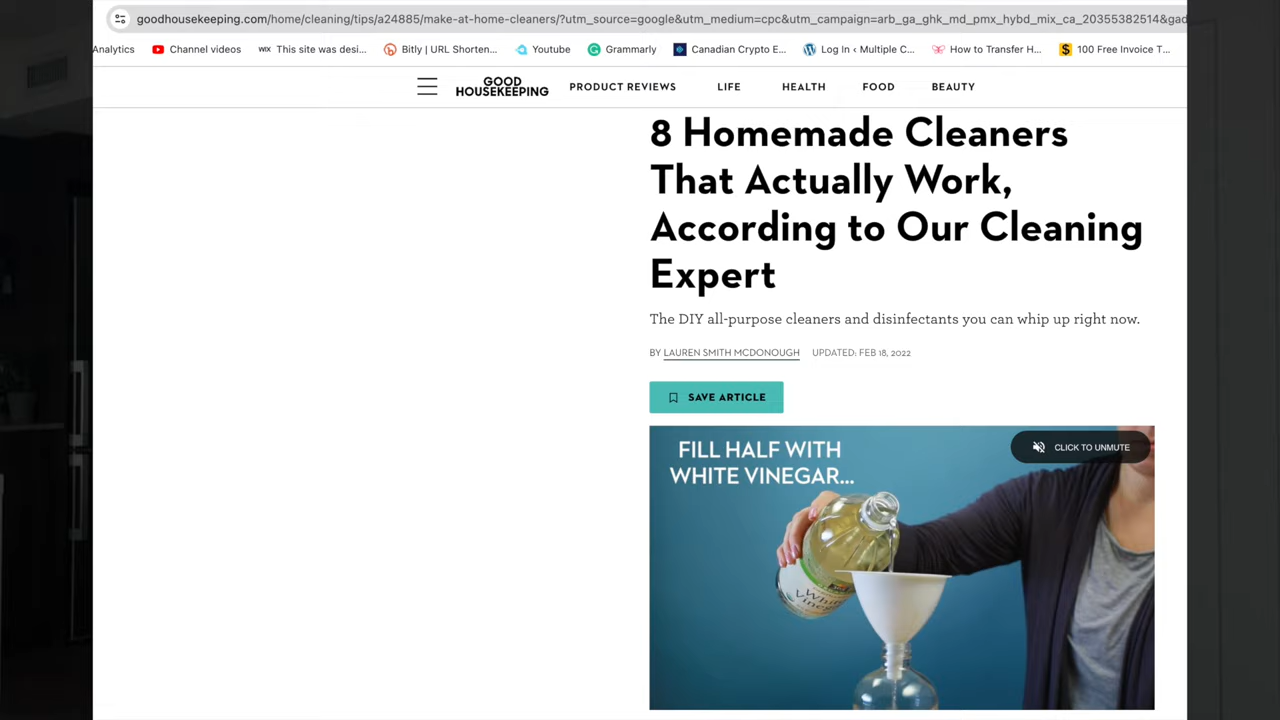 goodhousekeeping.com/home/cleaning/tips/a24885/make-at-home-cleaners/?utm_source=google&utm_medium=cpc&utm_campaign=arb_ga_ghk_md_pmx_hybd_mix_ca_20355382514&gad
Analytics Channel videos WIX This site was desi... Bitly | URL Shorten... Youtube Grammarly Canadian Crypto E... Log In ‹ Multiple C... How to Transfer H... 100 Free Invoice T...
GOOD
HOUSEKEEPING
PRODUCT REVIEWS LIFE HEALTH FOOD BEAUTY
8 Homemade Cleaners
That Actually Work,
According to Our Cleaning
Expert
The DIY all-purpose cleaners and disinfectants you can whip up right now.
BY LAUREN SMITH MCDONOUGH UPDATED: FEB 18, 2022
SAVE ARTICLE
FILL HALF WITH
WHITE VINEGAR...
CLICK TO UNMUTE
White
Vinegar